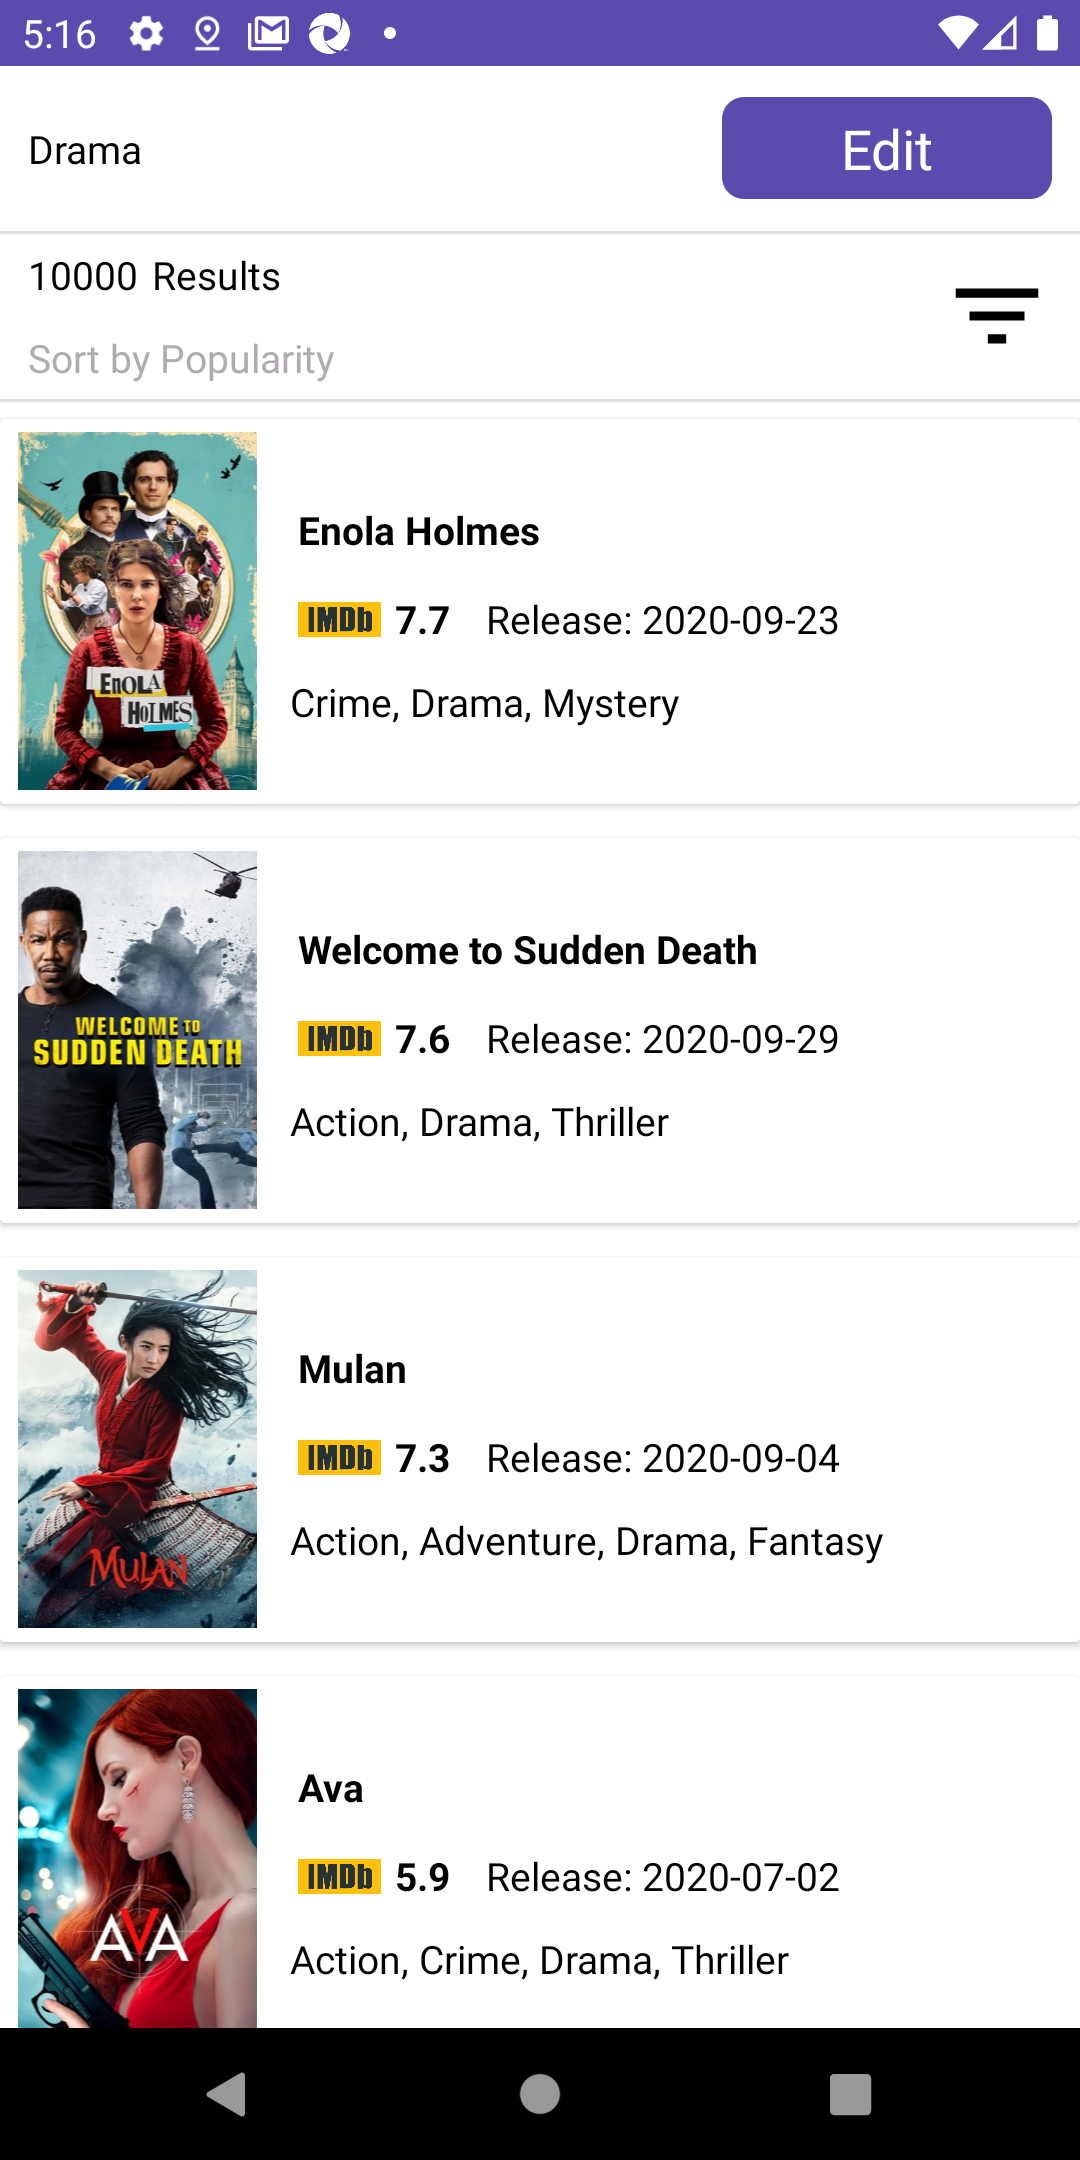 5:16
Drama
Edit
10000 Results
Sort by Popularity
ENOLA
HOLMES
Enola Holmes
IMDb 7.7 Release: 2020-09-23
Crime, Drama, Mystery
WELCOME TO
SUDDEN DEATH
Welcome to Sudden Death
IMDb 7.6 Release: 2020-09-29
Action, Drama, Thriller
MULAN
Mulan
IMDb 7.3 Release: 2020-09-04
Action, Adventure, Drama, Fantasy
AVA
Ava
IMDb 5.9 Release: 2020-07-02
Action, Crime, Drama, Thriller